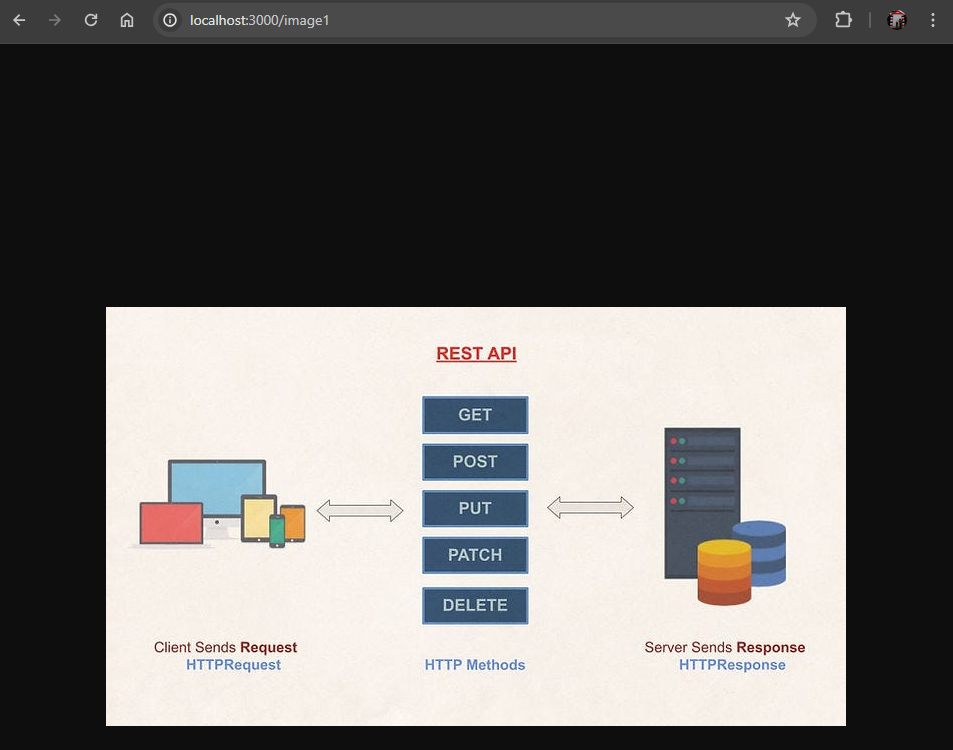 localhost:3000/image1
REST API
GET
POST
PUT
PATCH
DELETE
Client Sends Request
HTTPRequest
HTTP Methods
Server Sends Response
HTTPResponse